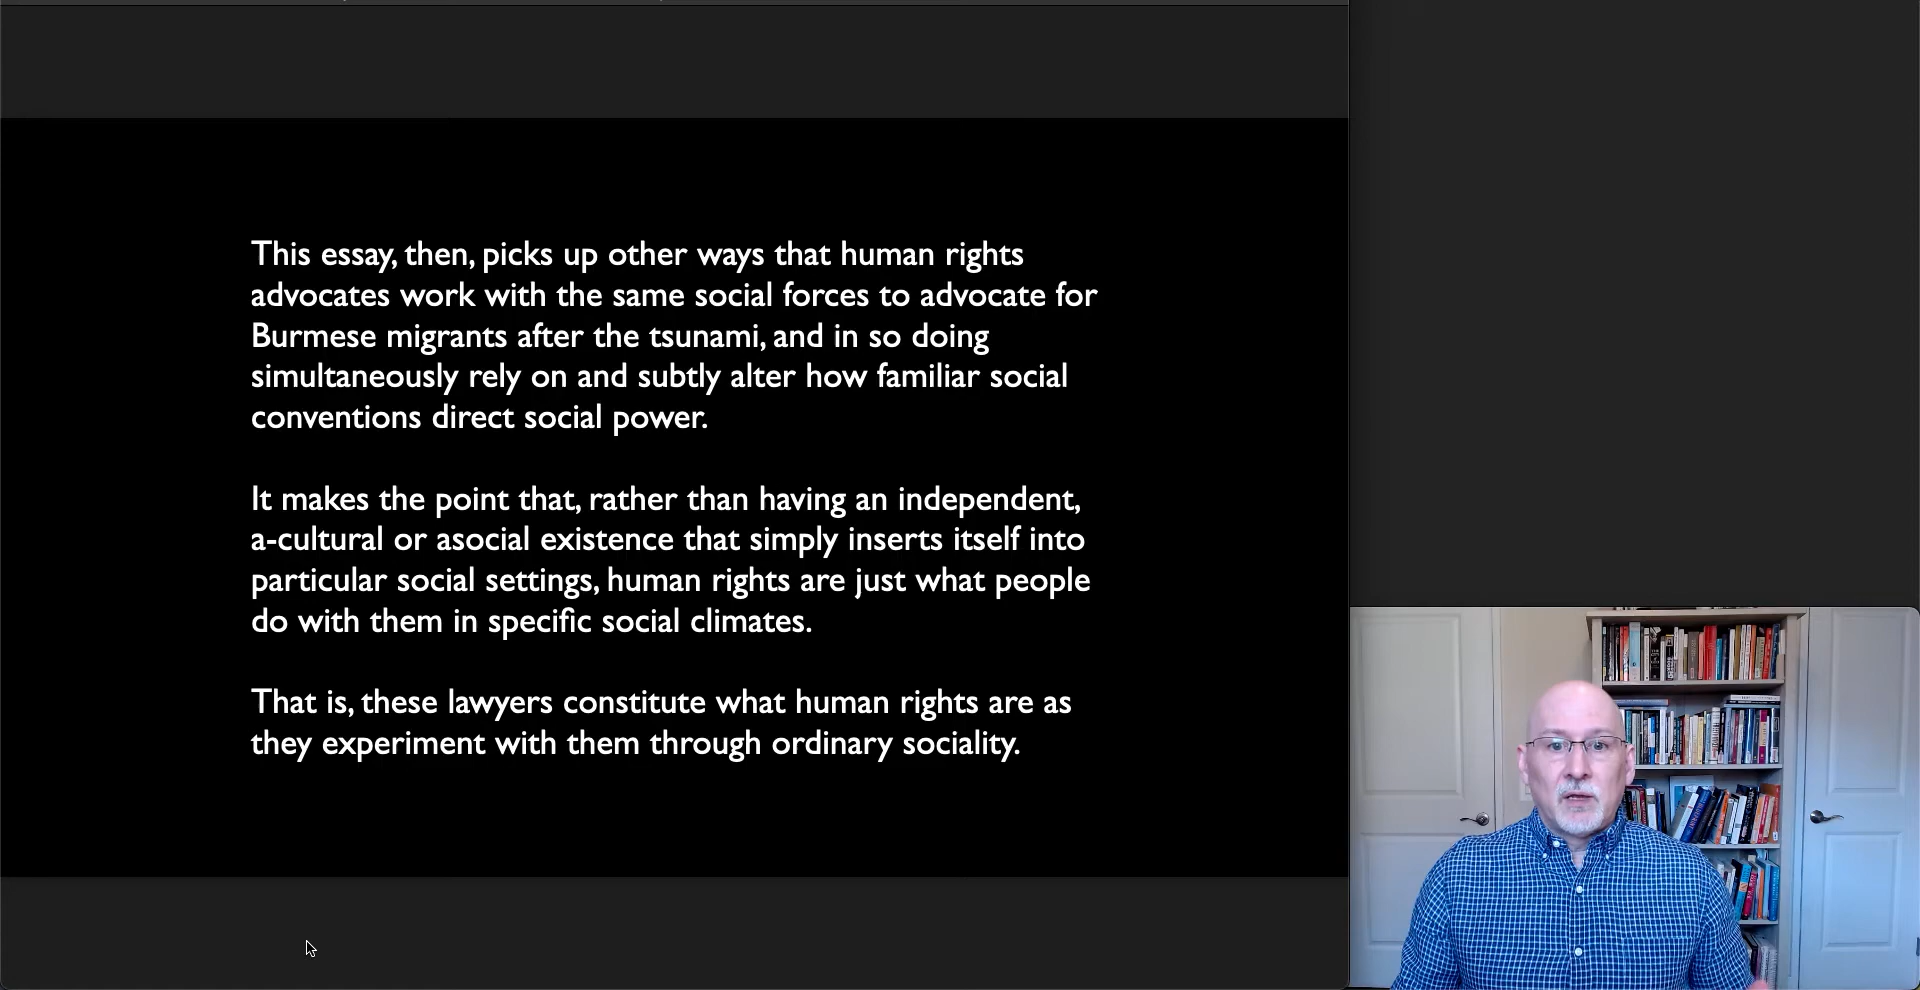 This essay, then, picks up other ways that human rights
advocates work with the same social forces to advocate for
Burmese migrants after the tsunami, and in so doing
simultaneously rely on and subtly alter how familiar social
conventions direct social power.
It makes the point that, rather than having an independent,
a-cultural or asocial existence that simply inserts itself into
particular social settings, human rights are just what people
do with them in specific social climates.
That is, these lawyers constitute what human rights are as
they experiment with them through ordinary sociality.